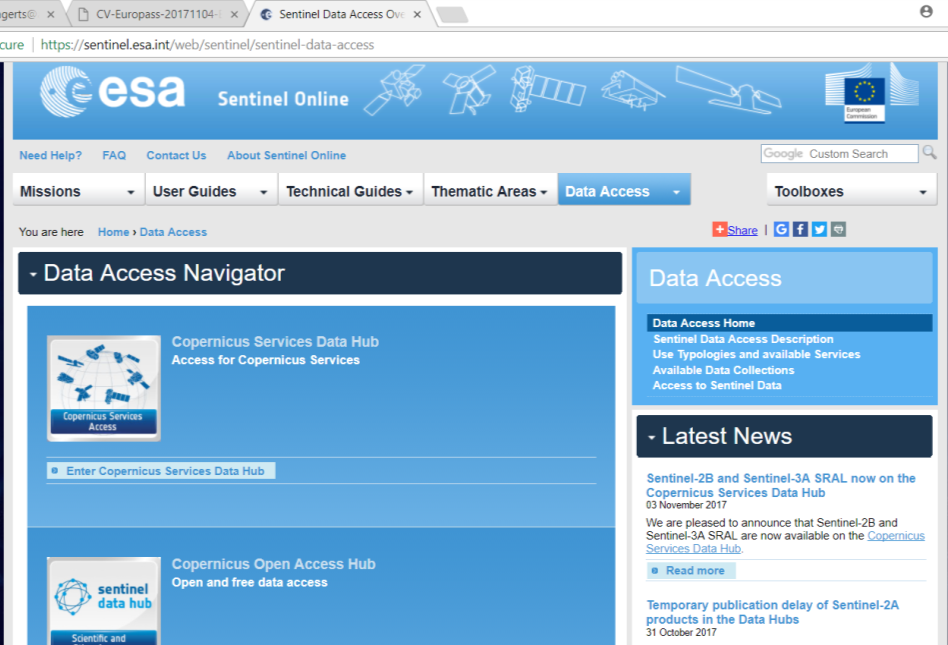 ngerts@
CV-Europass-20171104-
Sentinel Data Access Ov
cure
https://sentinel.esa.int/web/sentinel/sentinel-data-access
esa
Sentinel Online
European
Commission
Need Help?
FAQ
Contact Us
About Sentinel Online
Google Custom Search
Missions
User Guides
Technical Guides
Thematic Areas
Data Access
Toolboxes
You are here Home › Data Access
Share |
Data Access Navigator
Copernicus Services Data Hub
Access for Copernicus Services
Copernicus Services
Access
Enter Copernicus Services Data Hub
Copernicus Open Access Hub
Open and free data access
sentinel
data hub
Scientific and
Data Access
Data Access Home
Sentinel Data Access Description
Use Typologies and available Services
Available Data Collections
Access to Sentinel Data
Latest News
Sentinel-2B and Sentinel-3A SRAL now on the
Copernicus Services Data Hub
03 November 2017
We are pleased to announce that Sentinel-2B and
Sentinel-3A SRAL are now available on the Copernicus
Services Data Hub.
Read more
Temporary publication delay of Sentinel-2A
products in the Data Hubs
31 October 2017